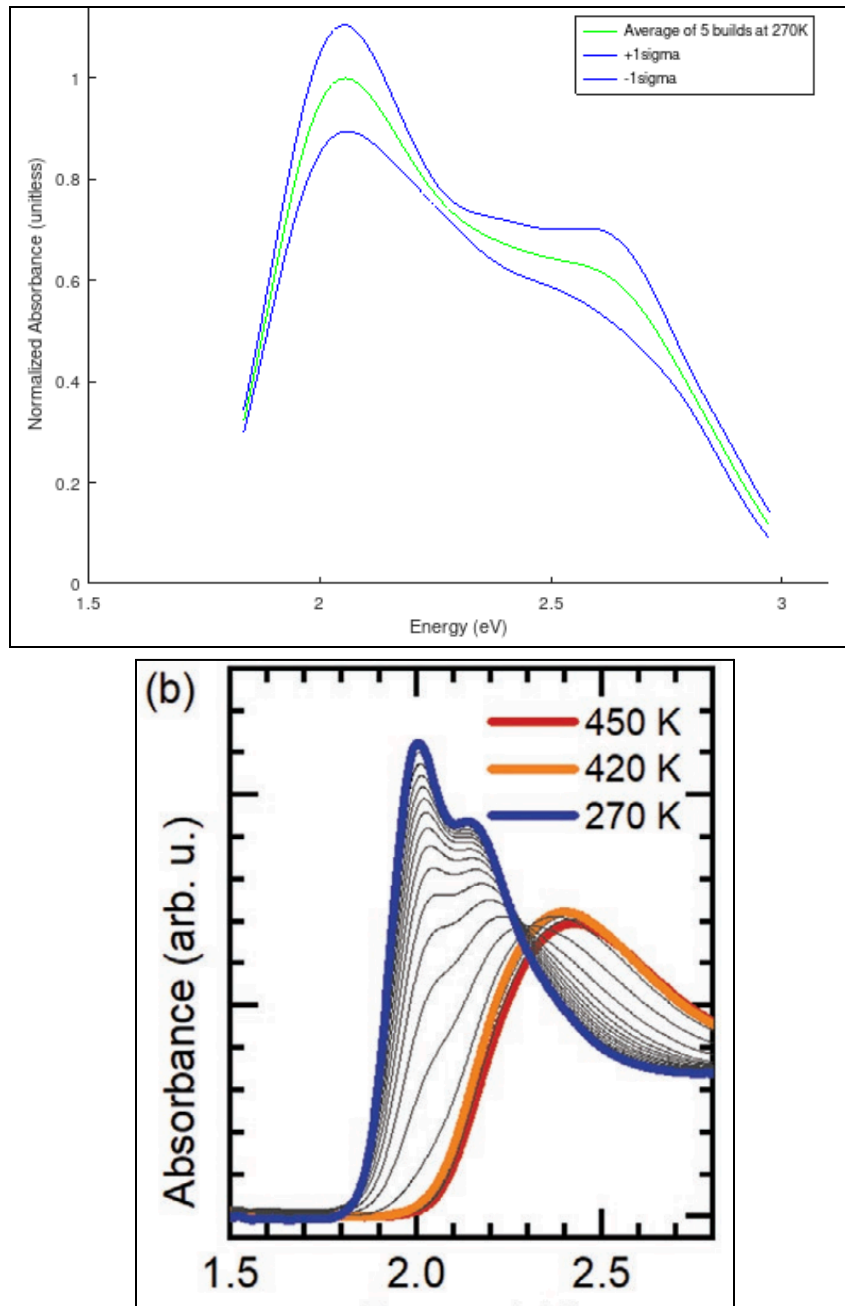 Average of 5 builds at 270K
+1sigma
-1sigma
1
0.8
0.6
0.4
0.2
0
Normalized Absorbance (unitless)
1.5 2 2.5 3
Energy (eV)
(b)
450 K
420 K
270 K
Absorbance (arb. u.)
1.5 2.0 2.5